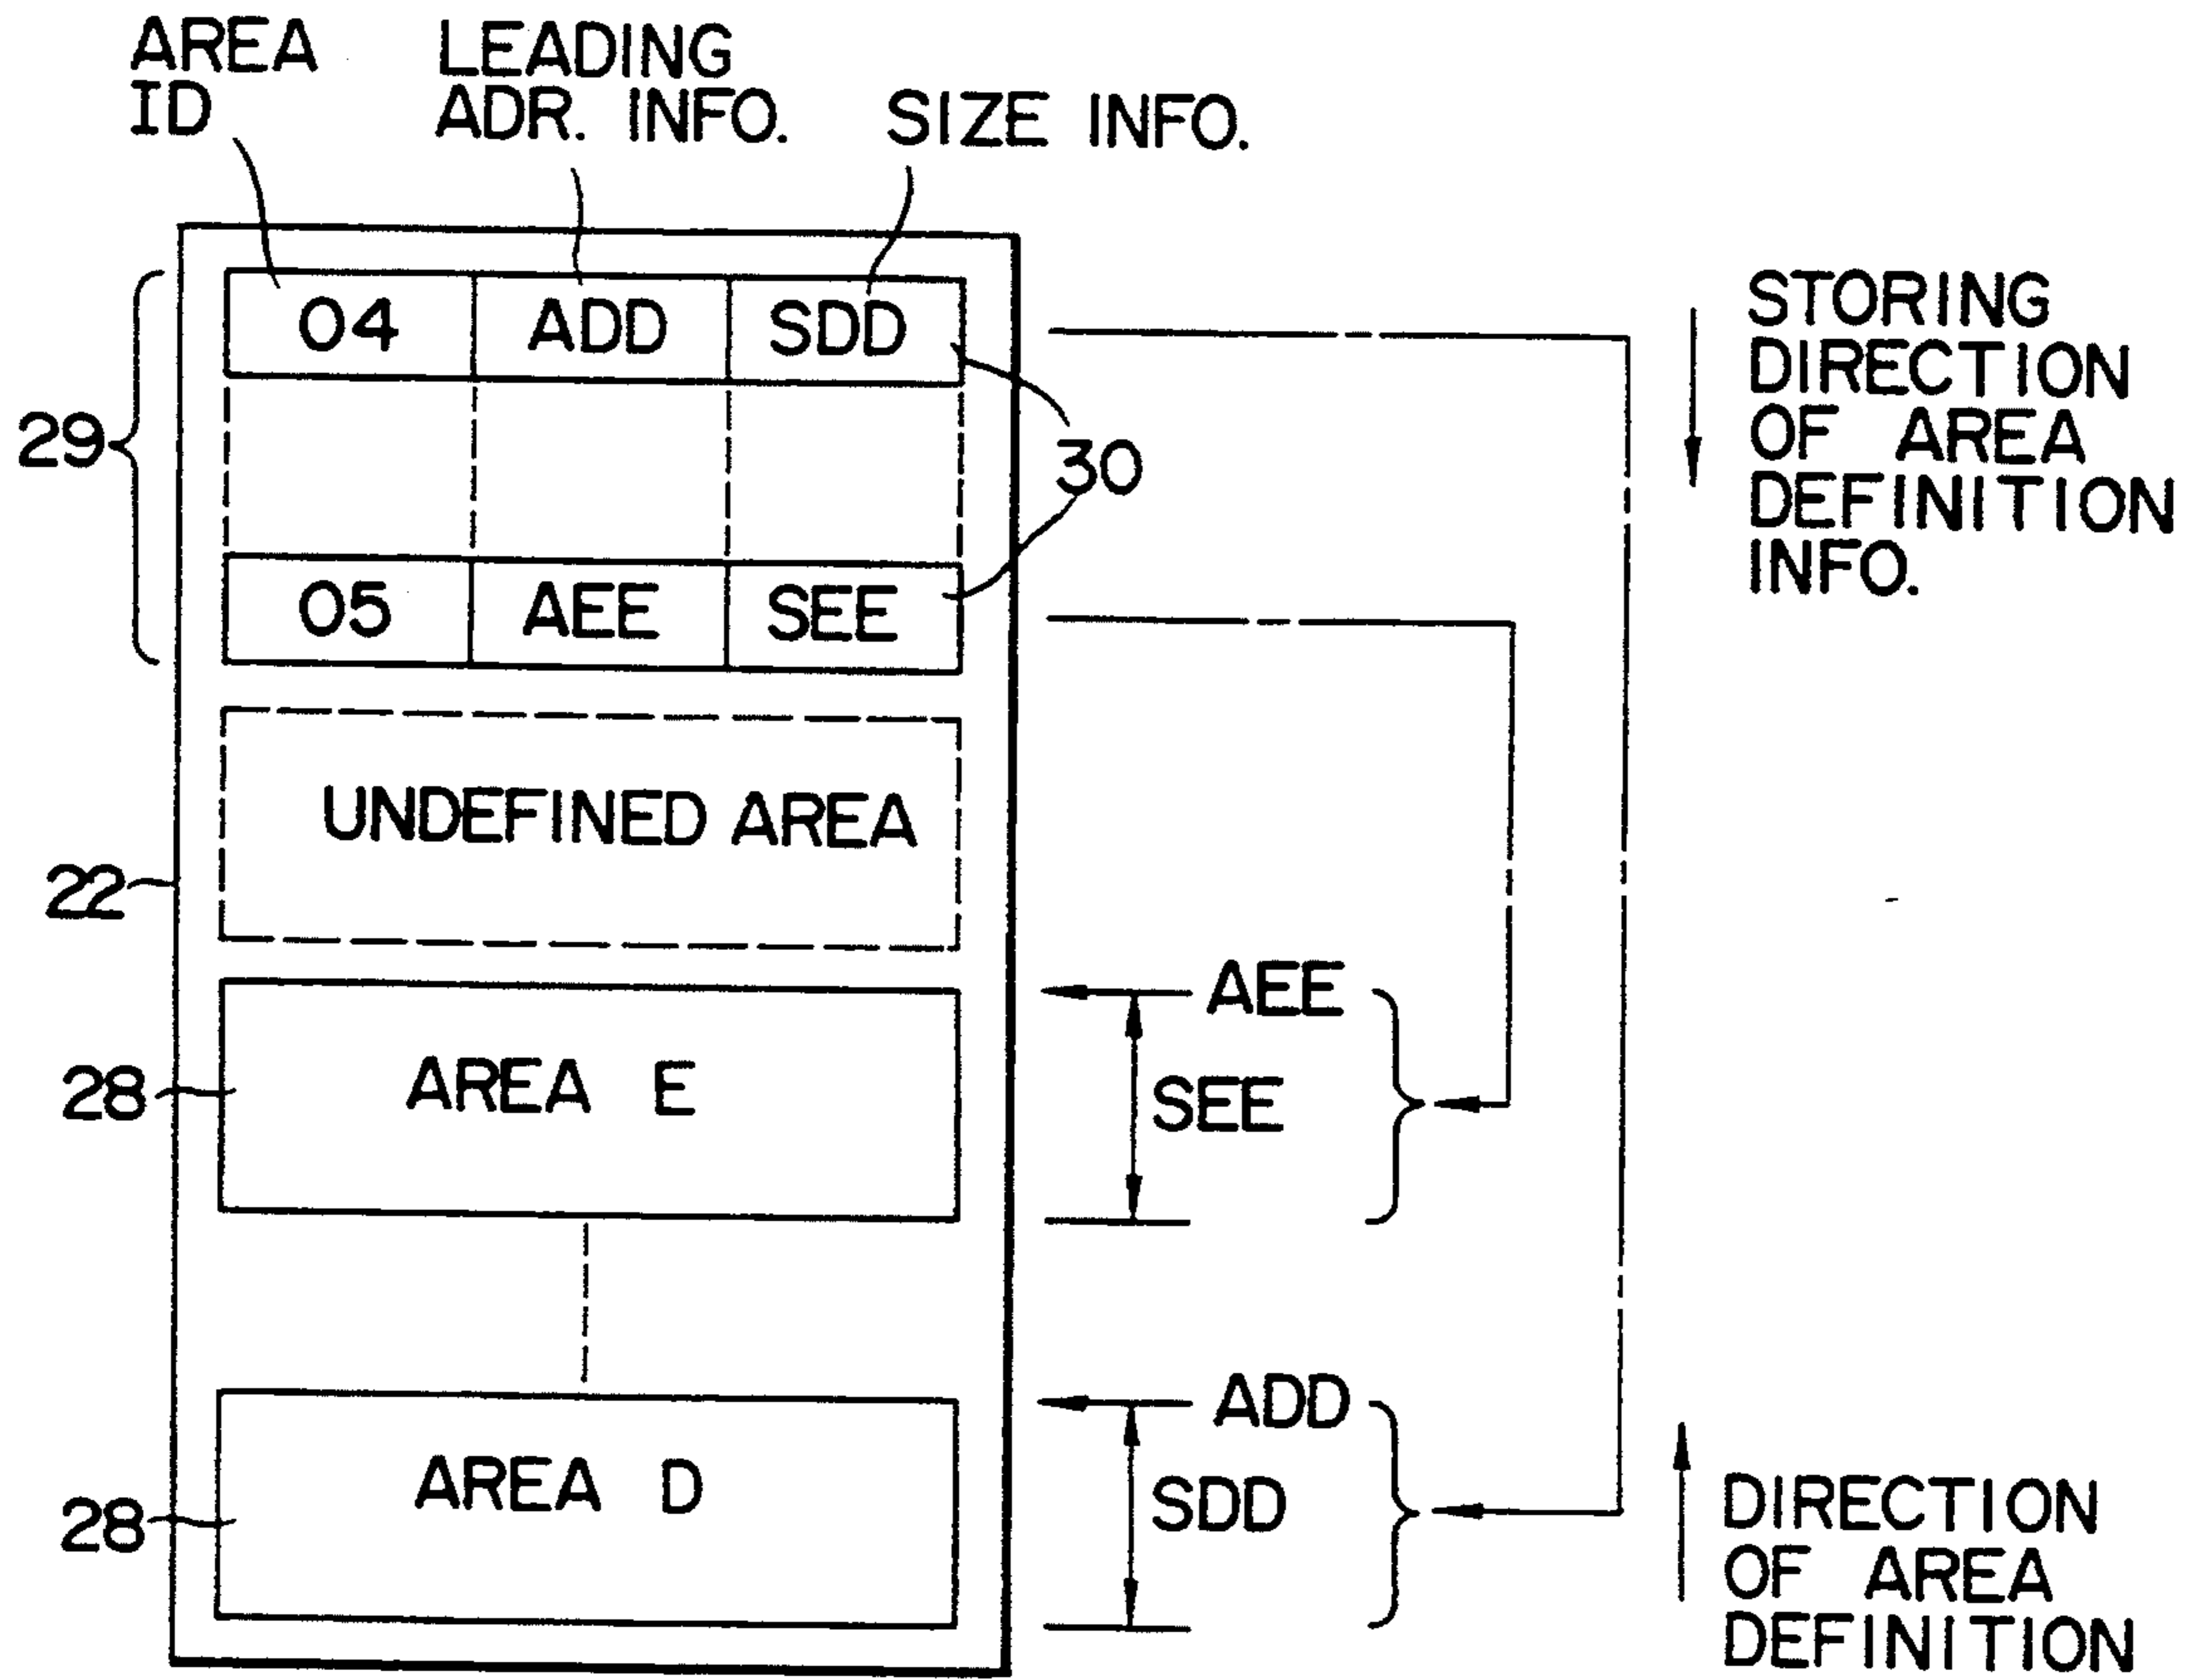 AREA
ID
LEADING
ADR. INFO.
SIZE INFO.
04 ADD SDD
29
30
05 AEE SEE
STORING
DIRECTION
OF AREA
DEFINITION
INFO.
UNDEFINED AREA
22
AEE
28
AREA E
SEE
ADD
28
AREA D
SDD
DIRECTION
OF AREA
DEFINITION